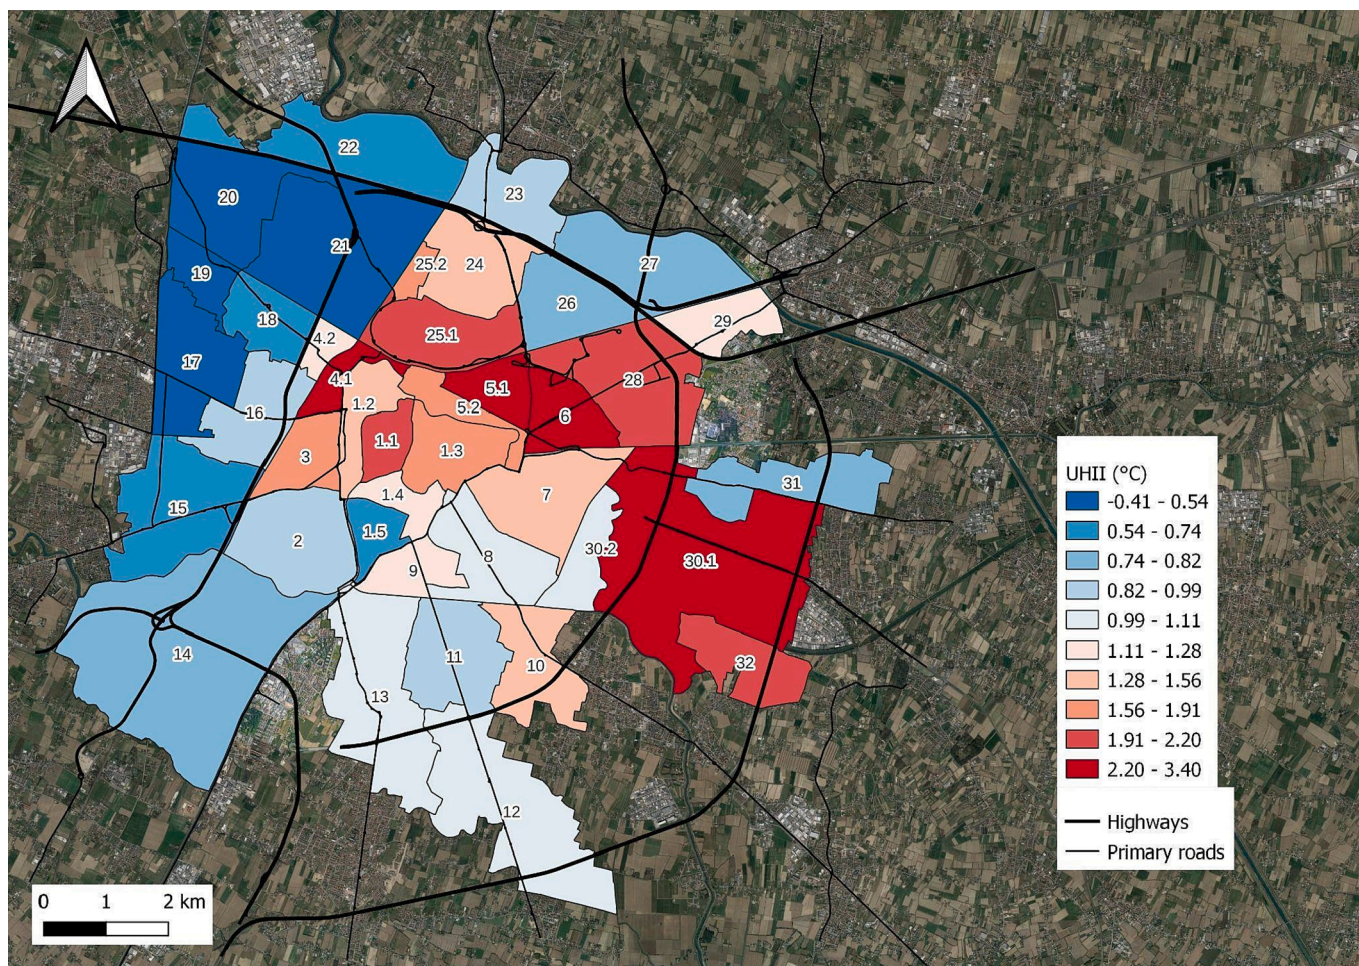 22
20
23
21
25.2
24
19
27
26
18
29
4.2
25.1
17
4.1
5.1
28
1.2
5.2
16
6
1.1
1.3
3
31
1.4
7
15
1.5
2
30.2
8
30.1
9
14
11
10
32
13
12
UHII (°C)
-0.41 - 0.54
0.54 - 0.74
0.74 - 0.82
0.82 - 0.99
0.99 - 1.11
1.11 - 1.28
1.28 - 1.56
1.56 - 1.91
1.91 - 2.20
2.20 - 3.40
Highways
Primary roads
0 1 2 km